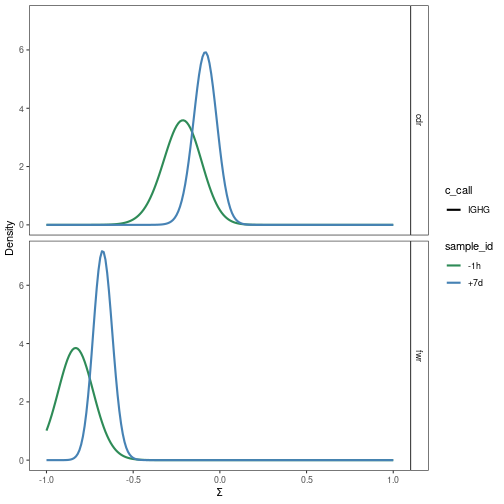 6
4
2
0
cdr
6
4
2
0
fwr
-1.0
-0.5
0.0
0.5
1.0
Σ
Density
c_call
IGHG
sample_id
-1h
+7d